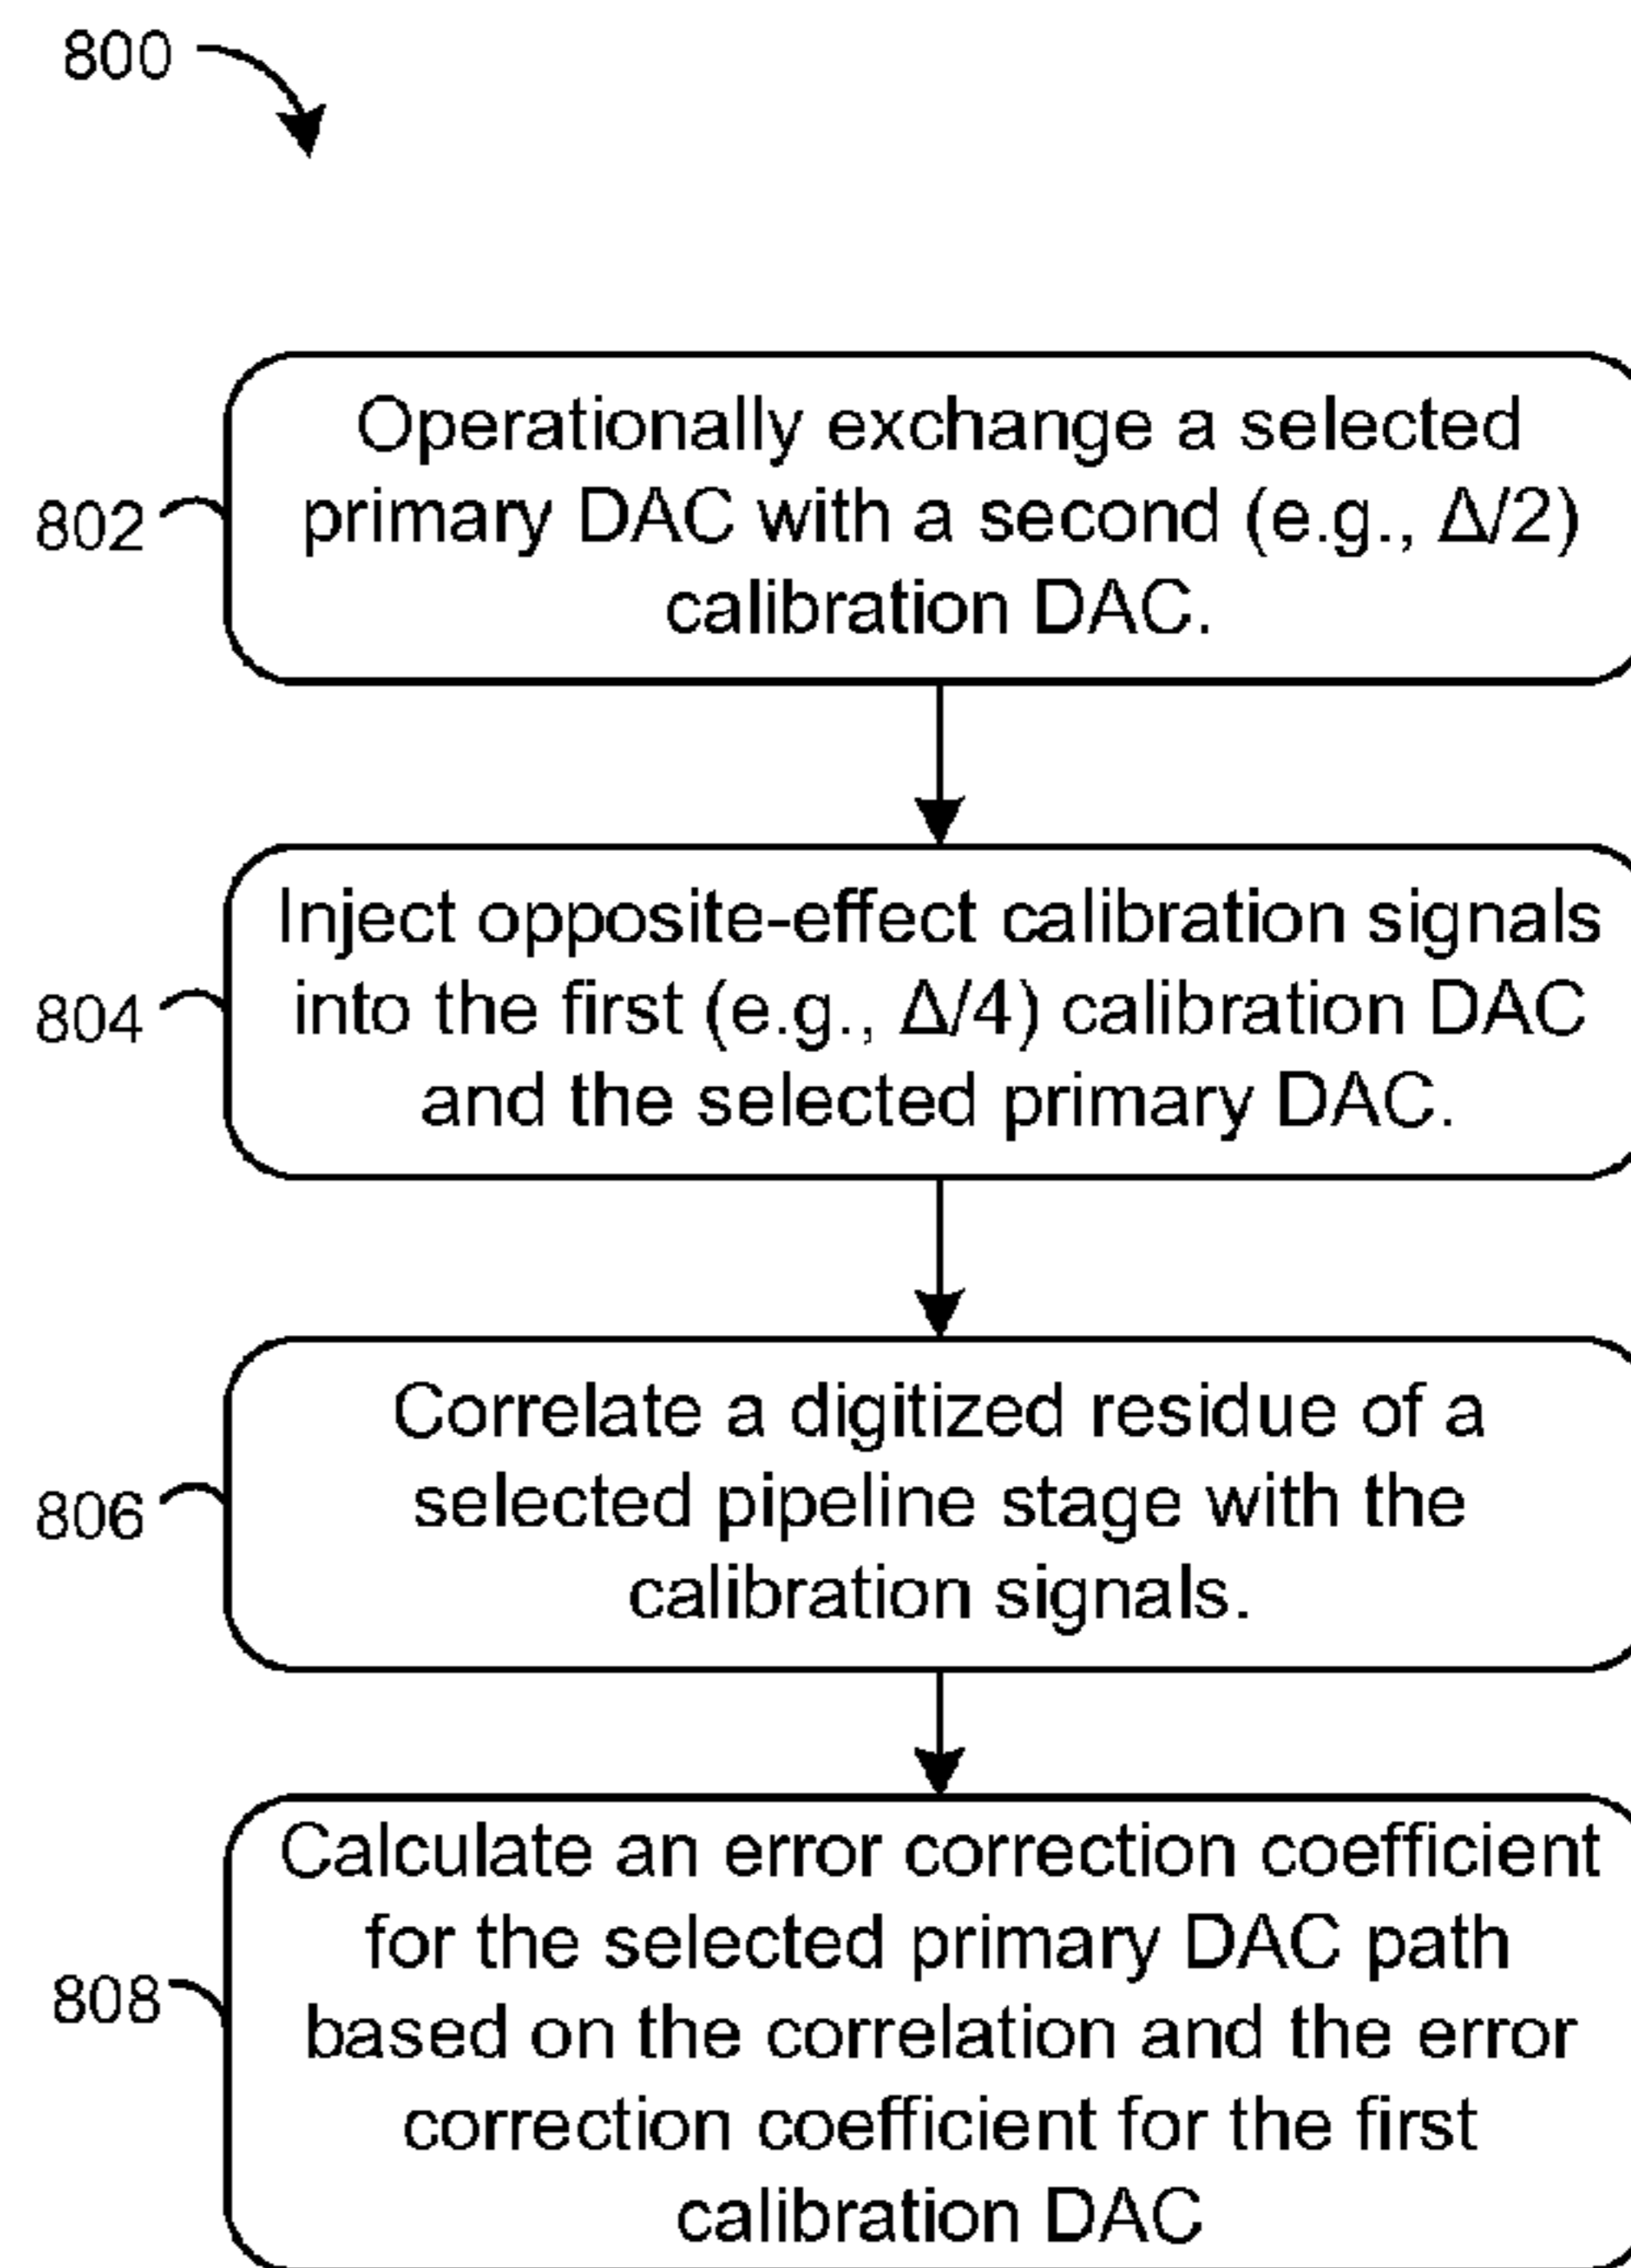 800
Operationally exchange a selected
primary DAC with a second (e.g., Δ/2)
calibration DAC.
802
Inject opposite-effect calibration signals
into the first (e.g., Δ/4) calibration DAC
and the selected primary DAC.
804
Correlate a digitized residue of a
selected pipeline stage with the
calibration signals.
806
Calculate an error correction coefficient
for the selected primary DAC path
based on the correlation and the error
correction coefficient for the first
calibration DAC
808